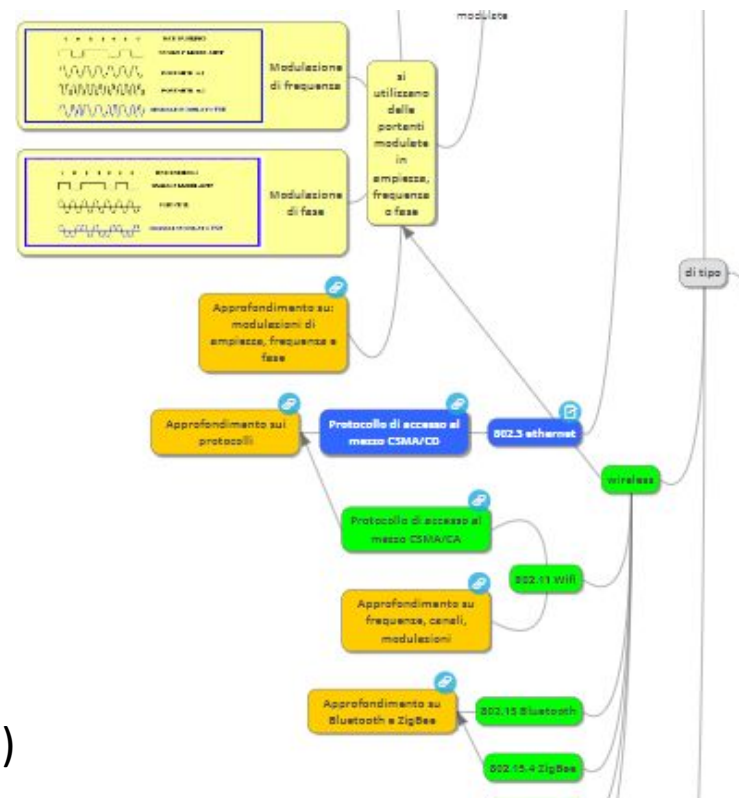 modulate
Modulazione
di frequenza
si
utilizzano
delle
portanti
modulate
in
ampiezza,
frequenza
o fase
Modulazione
di fase
di tipo
Approfondimento su:
modulazioni di
ampiezza, frequenza e
fase
Approfondimento sui
protocolli
Protocollo di accesso al
mezzo CSMA/CD
802.3 ethernet
wireless
Protocollo di accesso al
mezzo CSMA/CA
802.11 Wifi
Approfondimento su
frequenze, canali,
modulazioni
Approfondimento su
Bluetooth e ZigBee
802.15 Bluetooth
802.15.4 ZigBee
)